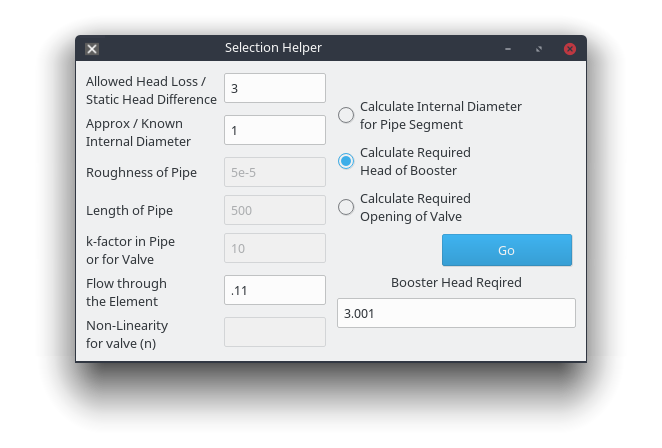 Selection Helper
Allowed Head Loss /
Static Head Difference
3
Approx / Known
Internal Diameter
1
Roughness of Pipe
5e-5
Length of Pipe
500
k-factor in Pipe
or for Valve
10
Flow through
the Element
.11
Non-Linearity
for valve (n)
Calculate Internal Diameter
for Pipe Segment
Calculate Required
Head of Booster
Calculate Required
Opening of Valve
Go
Booster Head Reqired
3.001